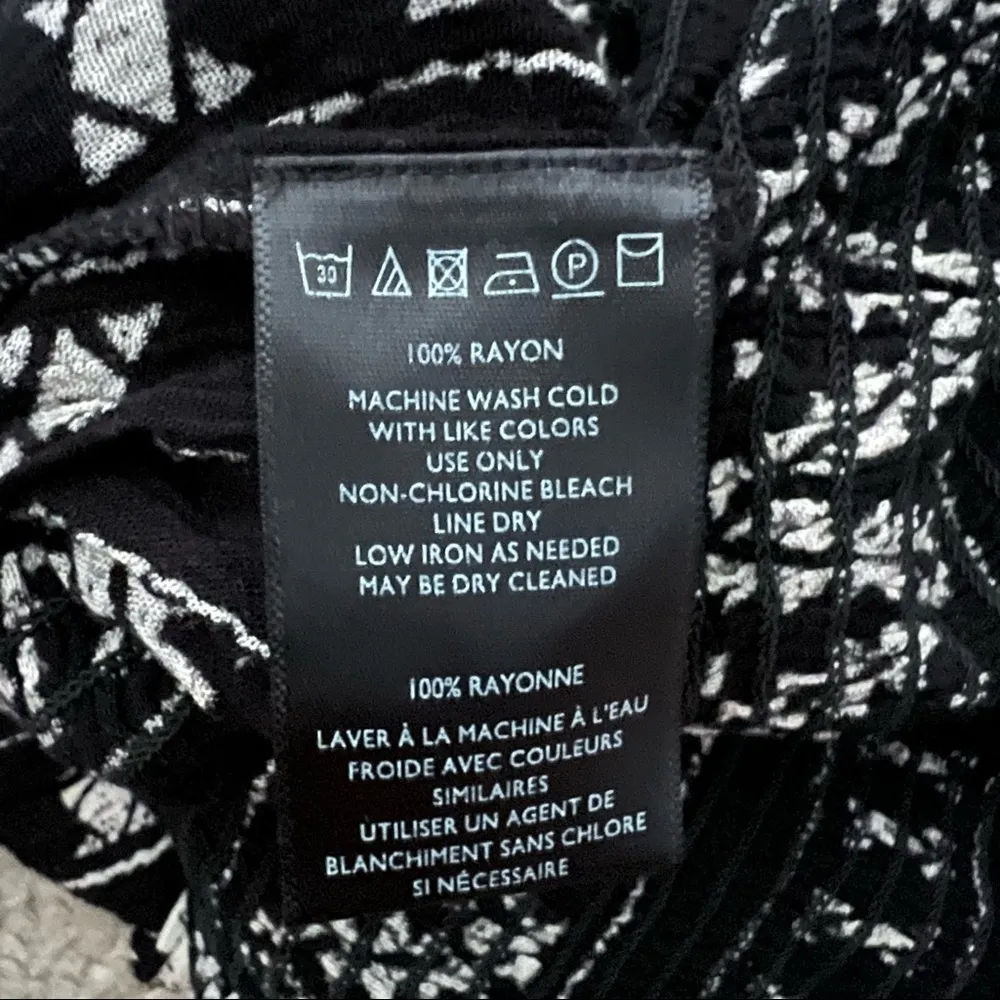 30 P
100% RAYON
MACHINE WASH COLD
WITH LIKE COLORS
USE ONLY
NON-CHLORINE BLEACH
LINE DRY
LOW IRON AS NEEDED
MAY BE DRY CLEANED
100% RAYONNE
LAVER À LA MACHINE À L'EAU
FROIDE AVEC COULEURS
SIMILAIRES
UTILISER UN AGENT DE
BLANCHIMENT SANS CHLORE
SI NÉCESSAIRE